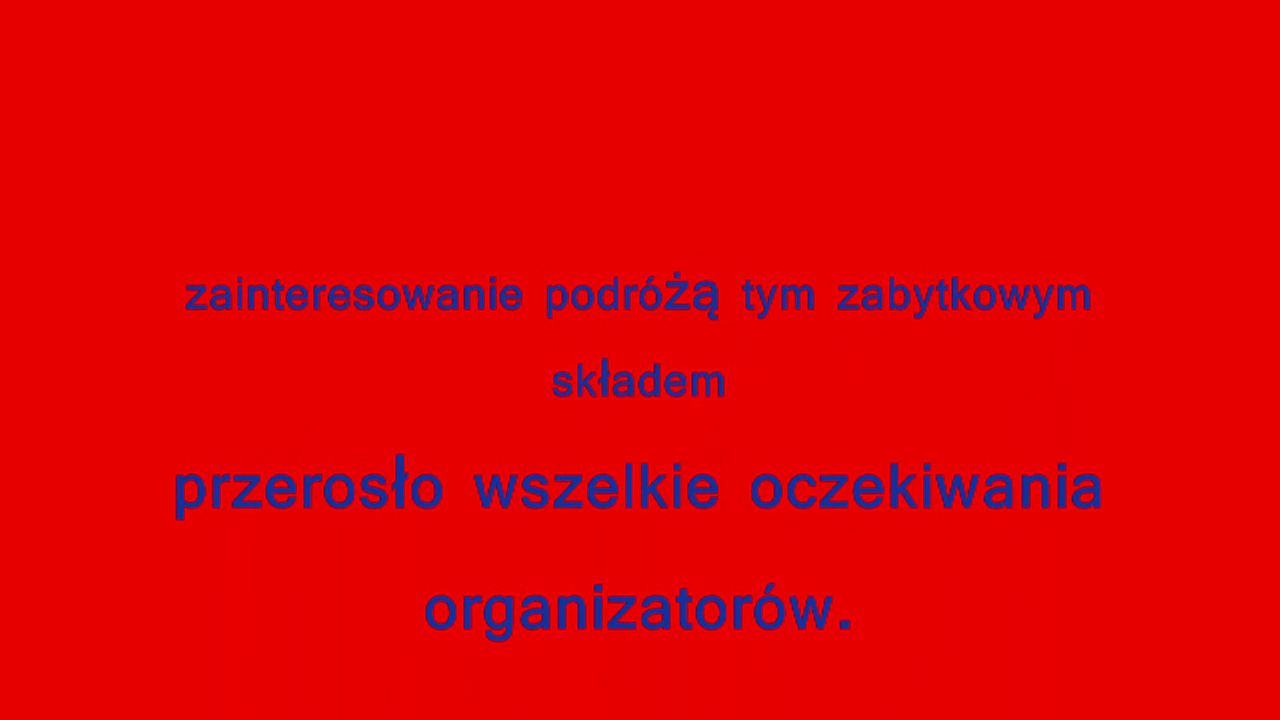 zainteresowanie podróżą tym zabytkowym
składem
przerosło wszelkie oczekiwania
organizatorów.